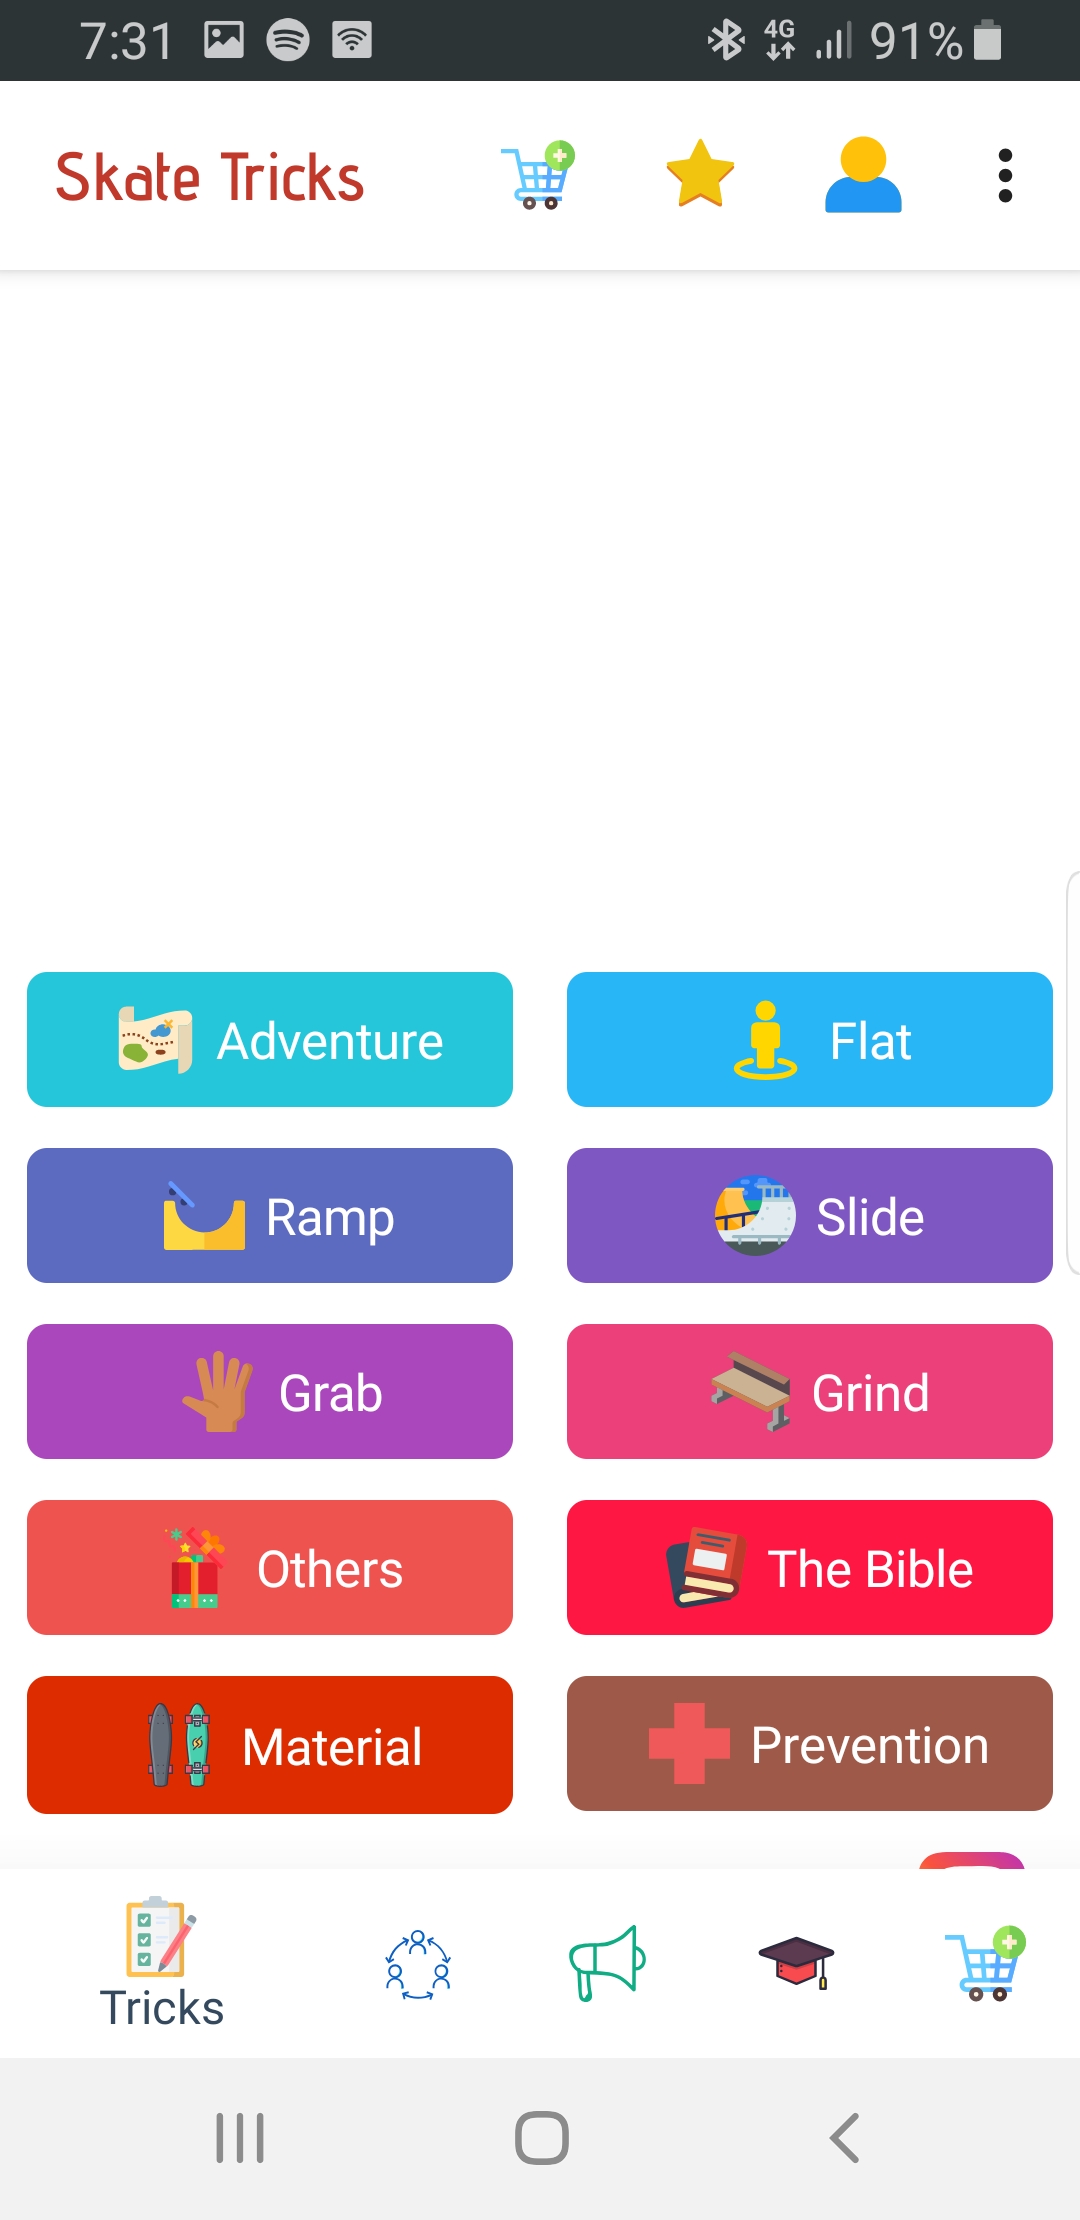 7:31 4G 91%
Skate Tricks
Adventure Flat
Ramp Slide
Grab Grind
Others The Bible
Material Prevention
Tricks